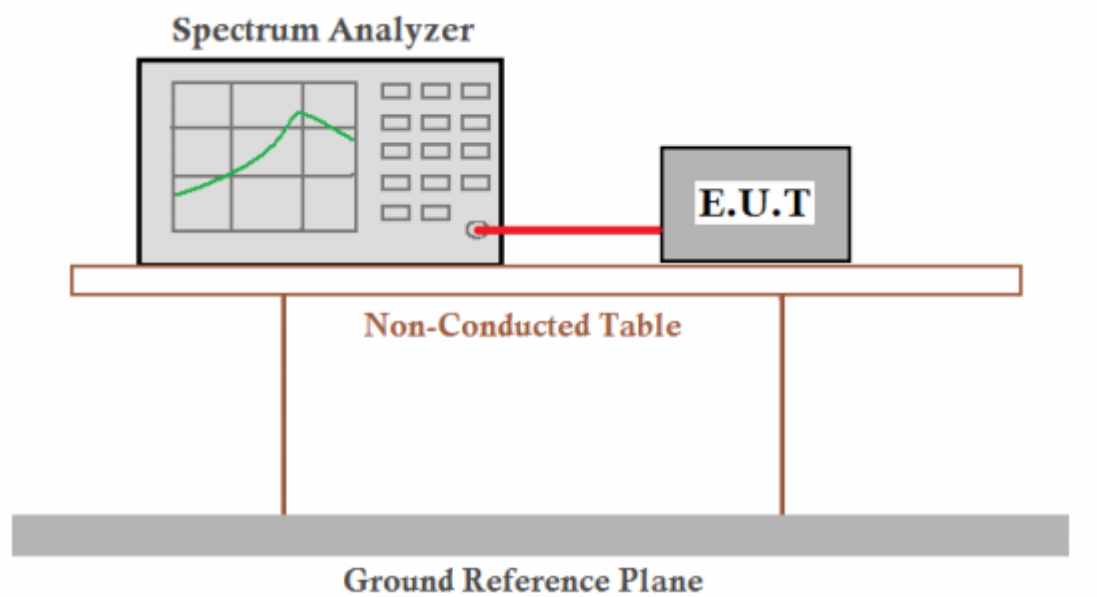 Spectrum Analyzer
E.U.T
Non-Conducted Table
Ground Reference Plane